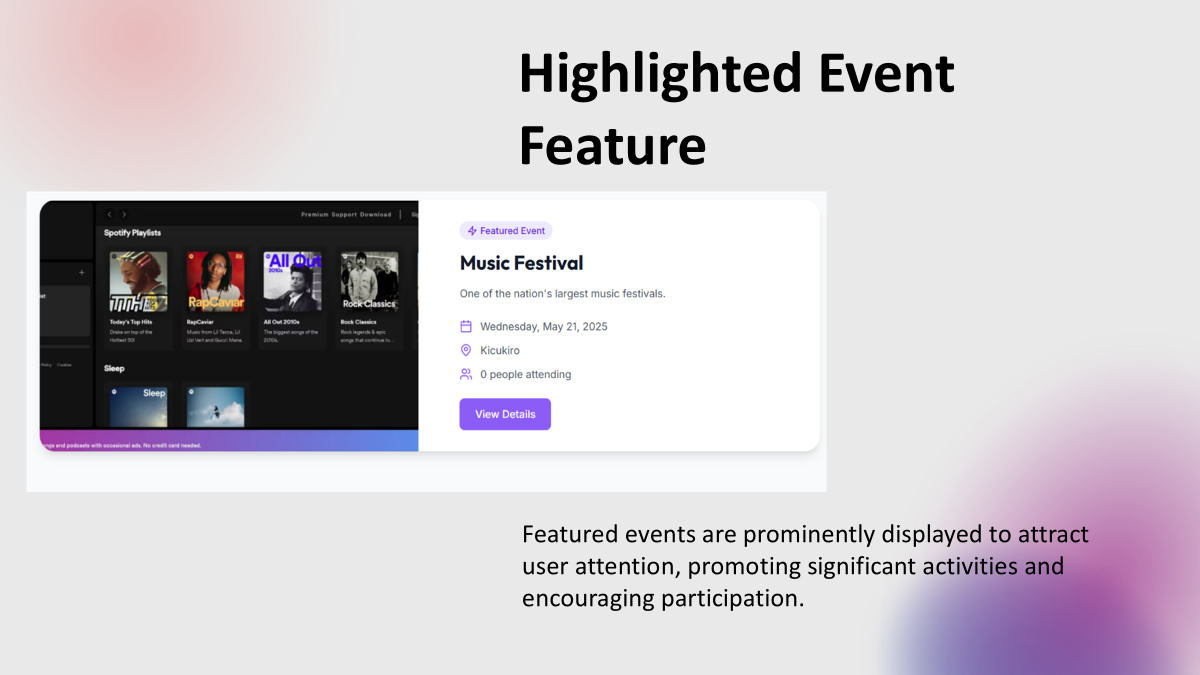 Highlighted Event
Feature
Premium Support Download
Spotify Playlists
All Out
2010s
RapCaviar
Rock Classics
Today's Top Hits
RapCaviar
All Out 2010s
Rock Classics
Drake on top of the
Hottest 50!
Music from Lil Tecca, Lil
Uzi Vert and Gucci Mane.
The biggest songs of the
2010s.
Rock legends & epic
songs that continue to...
Policy Cookies
Sleep
Sleep
ongs and podcasts with occasional ads. No credit card needed.
Featured Event
Music Festival
One of the nation's largest music festivals.
Wednesday, May 21, 2025
Kicukiro
0 people attending
View Details
Featured events are prominently displayed to attract
user attention, promoting significant activities and
encouraging participation.